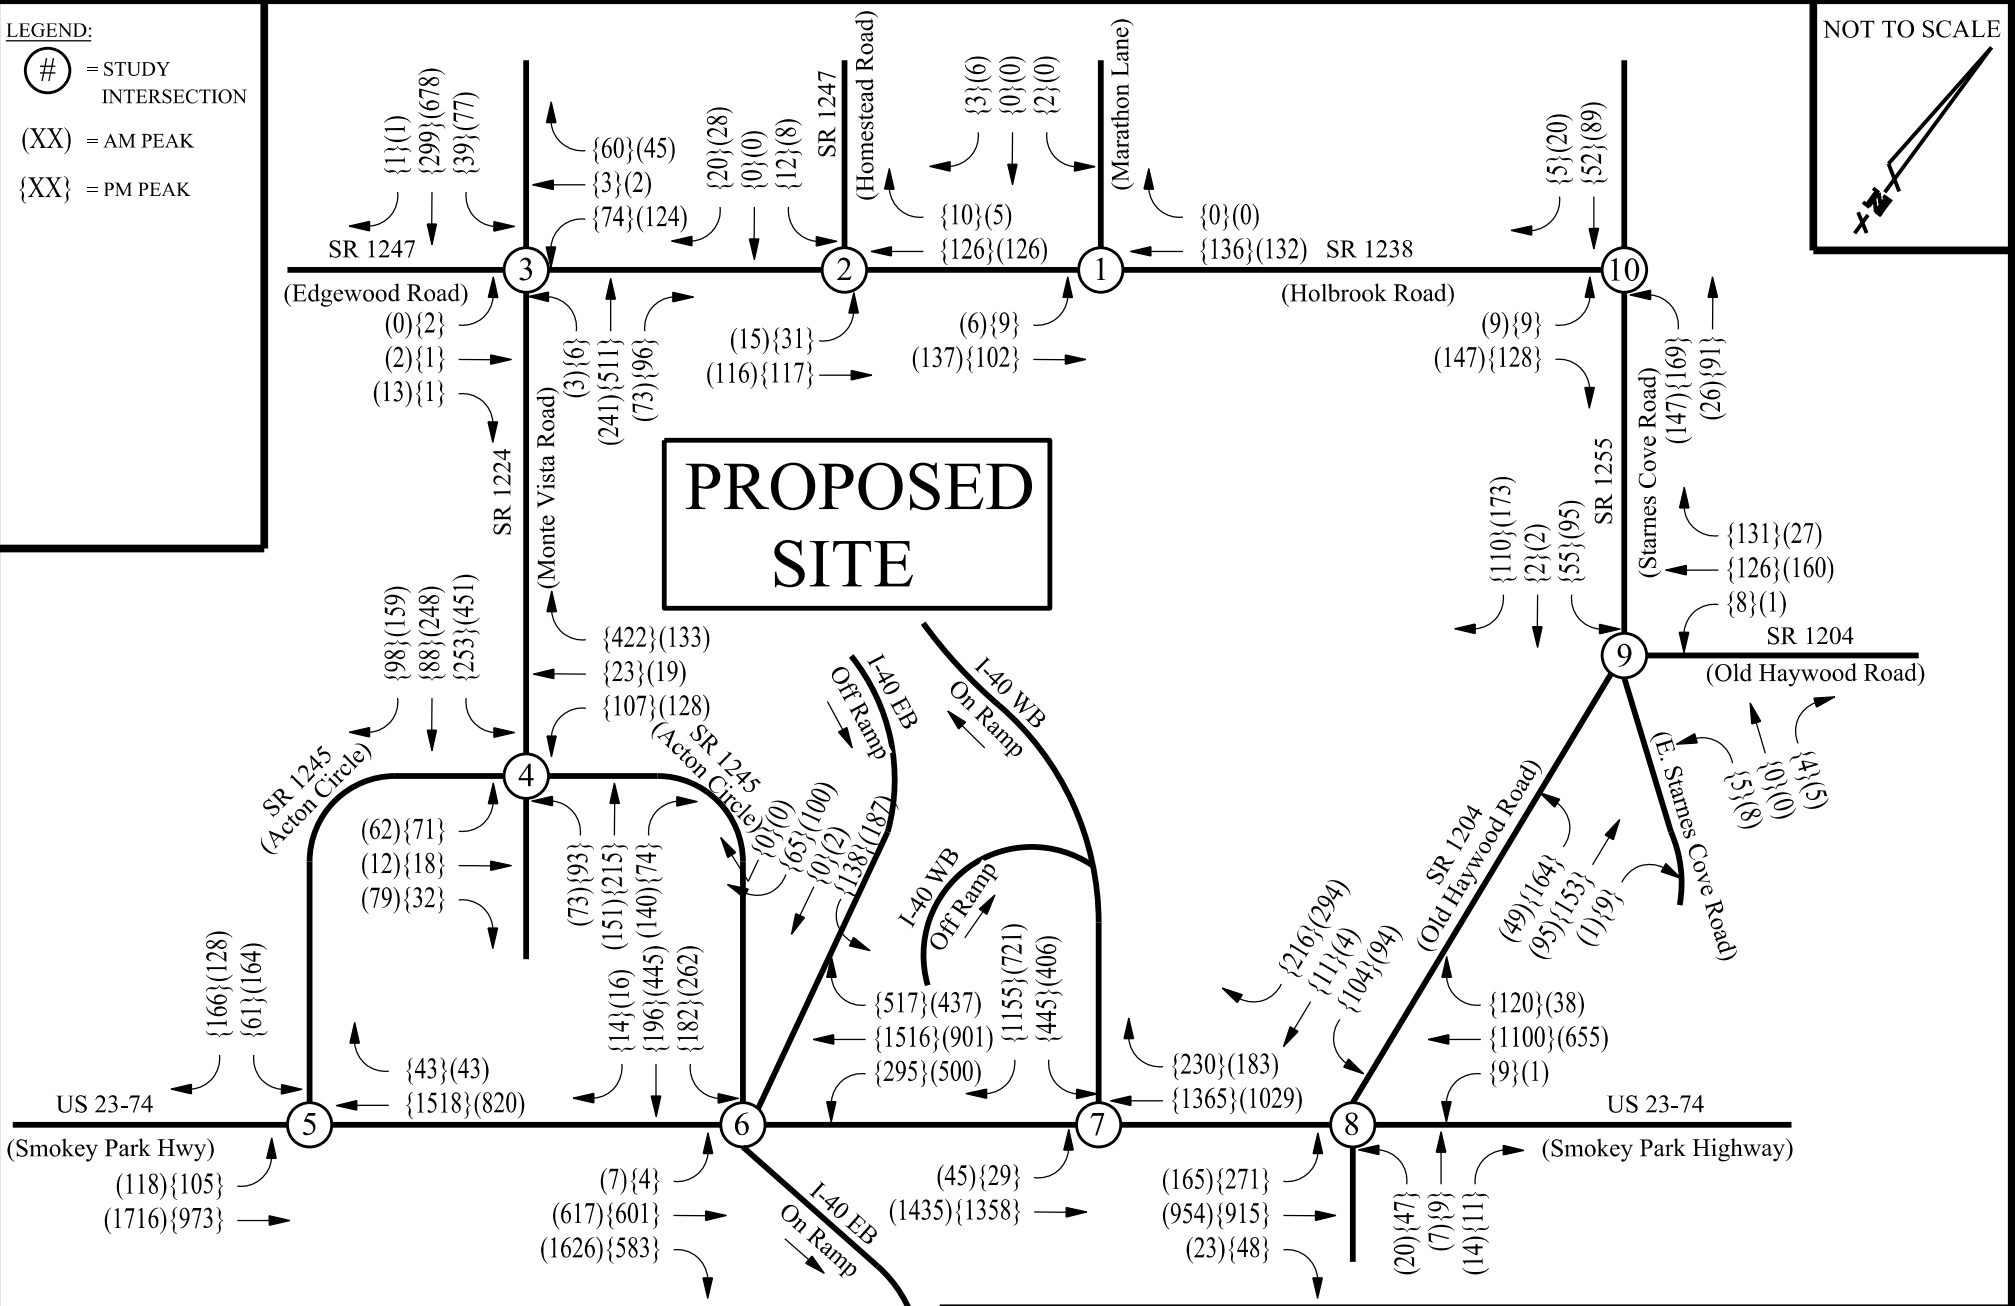 LEGEND:
# = STUDY
INTERSECTION
(XX) = AM PEAK
{XX} = PM PEAK
NOT TO SCALE
N
{1}(1)
{299}(678)
{39}(77)
{60}(45)
{3}(2)
{74}(124)
SR 1247
(Edgewood Road)
3
(0){2}
(2){1}
(13){1}
(3){6}
(241){511}
(73){96}
SR 1224
(Monte Vista Road)
{20}(28)
{0}(0)
{12}(8)
SR 1247
(Homestead Road)
{10}(5)
{126}(126)
2
(15){31}
(116){117}
{3}(6)
{0}(0)
{2}(0)
(Marathon Lane)
{0}(0)
{136}(132)
1
(6){9}
(137){102}
SR 1238
(Holbrook Road)
{5}(20)
{52}(89)
10
(9){9}
(147){128}
(147){169}
(26){91}
SR 1255
(Starnes Cove Road)
PROPOSED
SITE
{110}(173)
{2}(2)
{55}(95)
{131}(27)
{126}(160)
{8}(1)
9
SR 1204
(Old Haywood Road)
{5}(8)
{0}(0)
{4}(5)
(E. Starnes Cove Road)
(49){164}
(95){153}
(1){9}
SR 1204
(Old Haywood Road)
{98}(159)
{88}(248)
{253}(451)
{422}(133)
{23}(19)
{107}(128)
4
SR 1245
(Acton Circle)
SR 1245
(Acton Circle)
(62){71}
(12){18}
(79){32}
(73){93}
(151){215}
(140){74}
I-40 EB
Off Ramp
I-40 WB
On Ramp
I-40 WB
Off Ramp
{0}(0)
{65}(100)
{0}(2)
{138}(187)
{166}(128)
{61}(164)
{43}(43)
{1518}(820)
US 23-74
(Smokey Park Hwy)
5
(118){105}
(1716){973}
{14}(16)
{196}(445)
{182}(262)
{517}(437)
{1516}(901)
{295}(500)
6
(7){4}
(617){601}
(1626){583}
I-40 EB
On Ramp
{1155}(721)
{445}(406)
{230}(183)
{1365}(1029)
7
(45){29}
(1435){1358}
{216}(294)
{11}(4)
{104}(94)
{120}(38)
{1100}(655)
{9}(1)
8
(165){271}
(954){915}
(23){48}
(20){47}
(7){9}
(14){11}
US 23-74
(Smokey Park Highway)